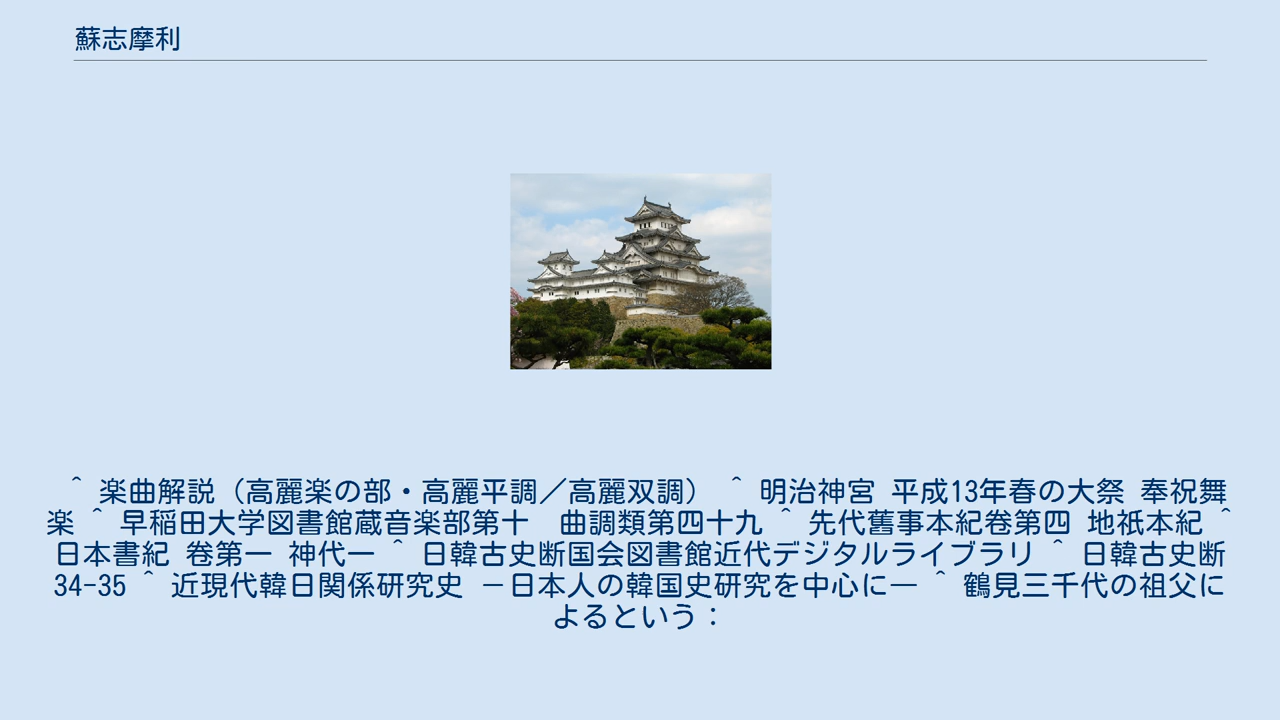 蘇志摩利
＾ 楽曲解説（高麗楽の部・高麗平調／高麗双調） ＾ 明治神宮 平成13年春の大祭 奉祝舞
楽 ＾ 早稲田大学図書館蔵音楽部第十　曲調類第四十九 ＾ 先代舊事本紀卷第四 地祇本紀 ＾
日本書紀 卷第一 神代一 ＾ 日韓古史断国会図書館近代デジタルライブラリ ＾ 日韓古史断
34-35 ＾ 近現代韓日関係研究史 －日本人の韓国史研究を中心に― ＾ 鶴見三千代の祖父に
よるという：